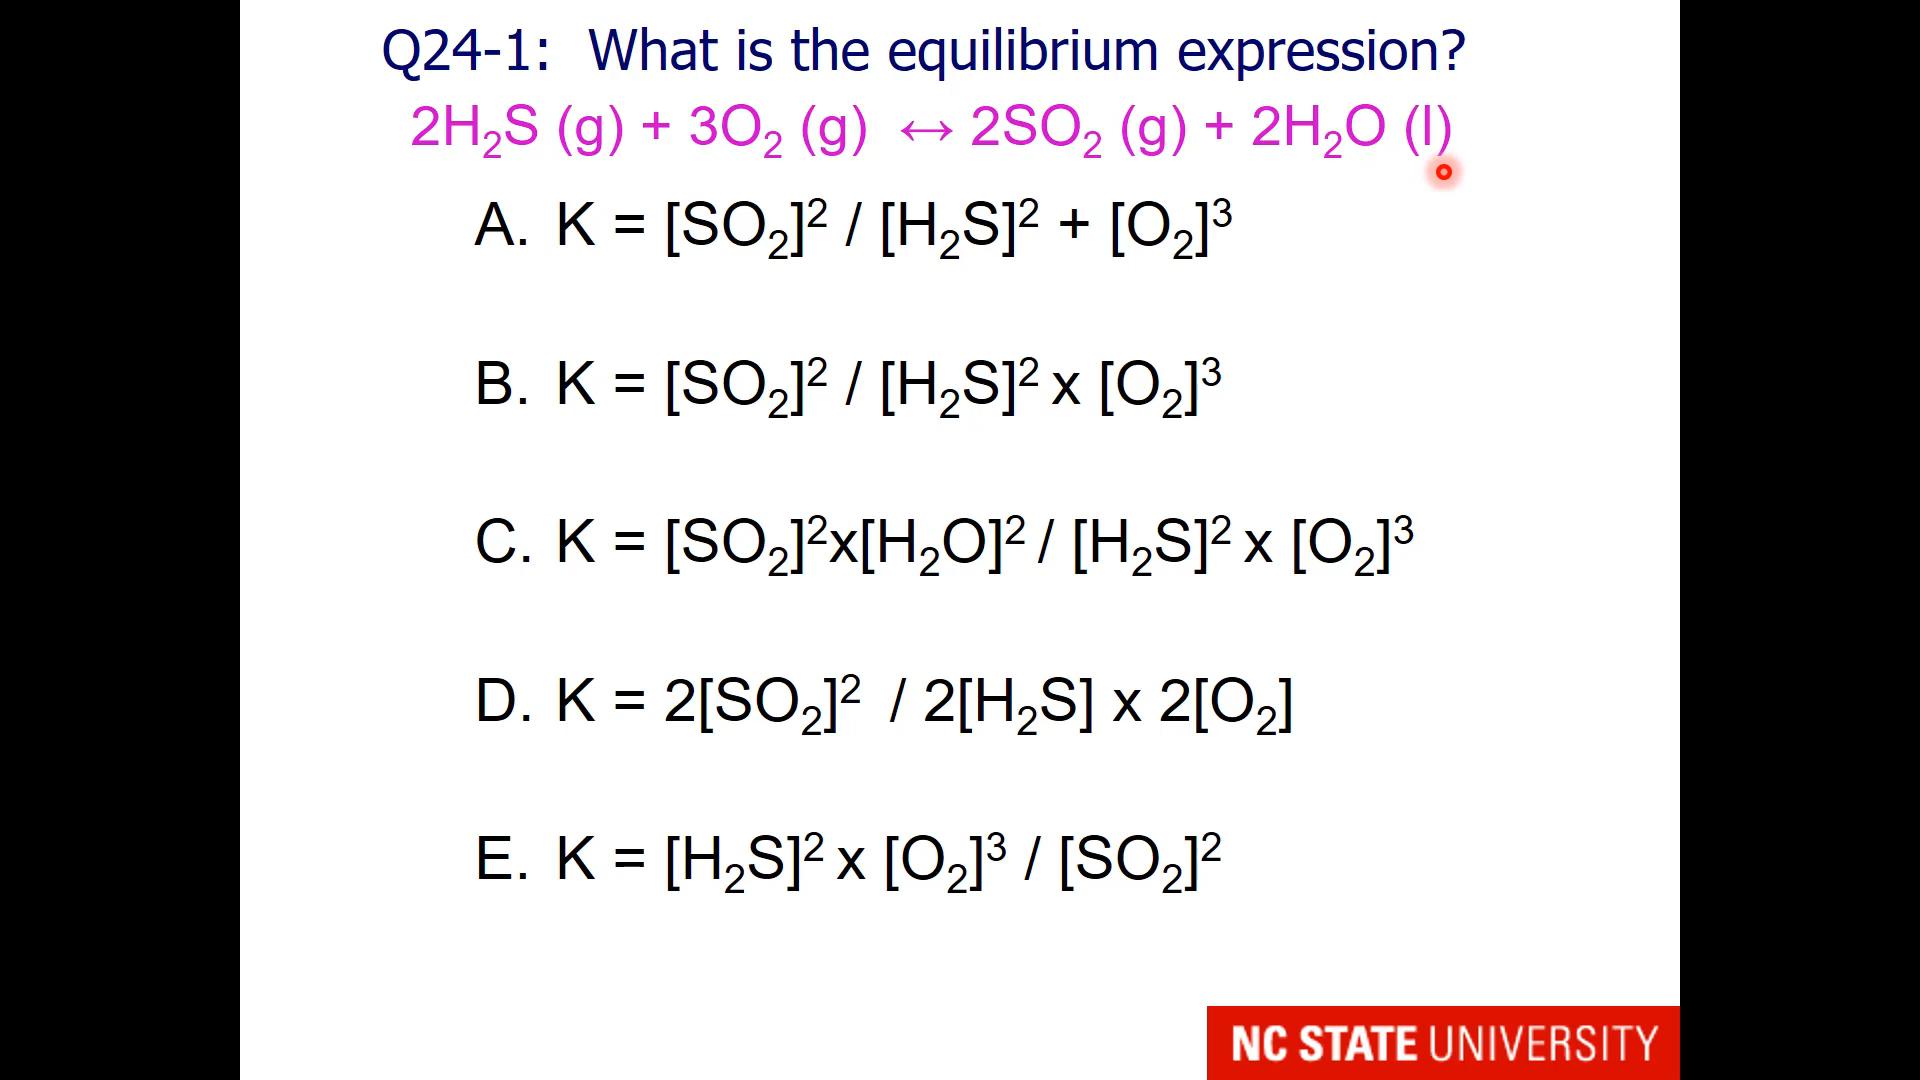 Q24-1: What is the equilibrium expression?
2H₂S (g) + 3O₂ (g) ↔ 2SO₂ (g) + 2H₂O (l)
A. K = [SO₂]² / [H₂S]² + [O₂]³
B. K = [SO₂]² / [H₂S]² x [O₂]³
C. K = [SO₂]²x[H₂O]² / [H₂S]² x [O₂]³
D. K = 2[SO₂]² / 2[H₂S] x 2[O₂]
E. K = [H₂S]² x [O₂]³ / [SO₂]²
NC STATE UNIVERSITY